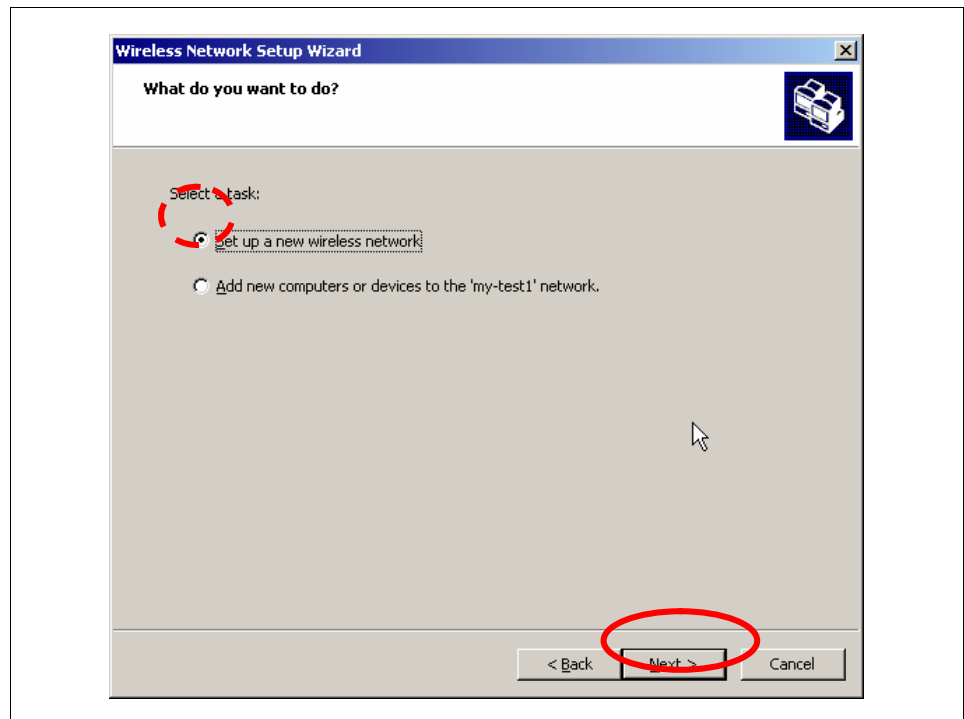 Wireless Network Setup Wizard
What do you want to do?
Select a task:
Set up a new wireless network
Add new computers or devices to the 'my-test1' network.
< Back Next > Cancel